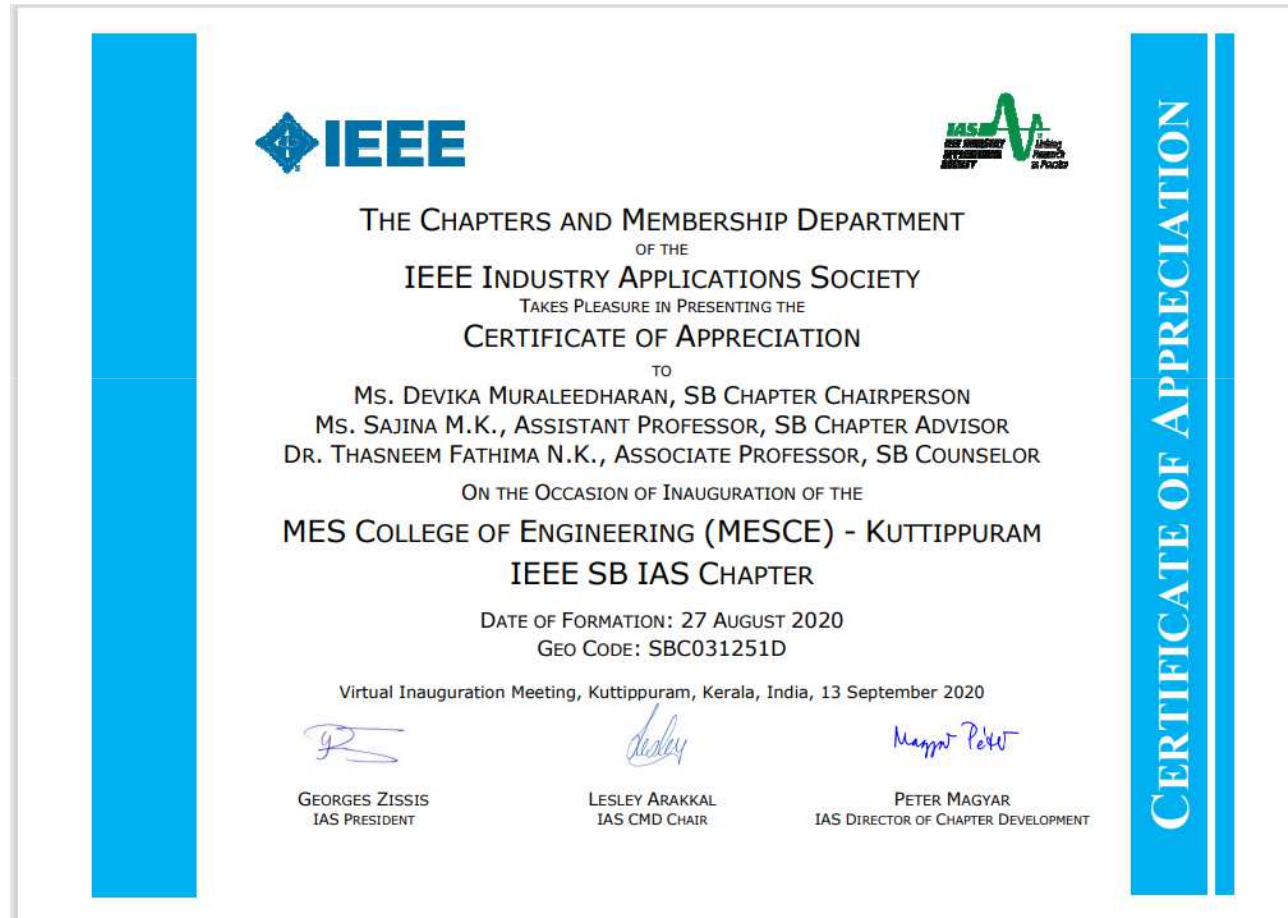 IEEE
IAS
THE CHAPTERS AND MEMBERSHIP DEPARTMENT
OF THE
IEEE INDUSTRY APPLICATIONS SOCIETY
TAKES PLEASURE IN PRESENTING THE
CERTIFICATE OF APPRECIATION
TO
MS. DEVIKA MURALEEDHARAN, SB CHAPTER CHAIRPERSON
MS. SAJINA M.K., ASSISTANT PROFESSOR, SB CHAPTER ADVISOR
DR. THASNEEM FATHIMA N.K., ASSOCIATE PROFESSOR, SB COUNSELOR
ON THE OCCASION OF INAUGURATION OF THE
MES COLLEGE OF ENGINEERING (MESCE) - KUTTIPPURAM
IEEE SB IAS CHAPTER
DATE OF FORMATION: 27 AUGUST 2020
GEO CODE: SBC031251D
Virtual Inauguration Meeting, Kuttippuram, Kerala, India, 13 September 2020
Lesley
Magyar Péter
GEORGES ZISSIS
IAS PRESIDENT
LESLEY ARAKKAL
IAS CMD CHAIR
PETER MAGYAR
IAS DIRECTOR OF CHAPTER DEVELOPMENT
CERTIFICATE OF APPRECIATION